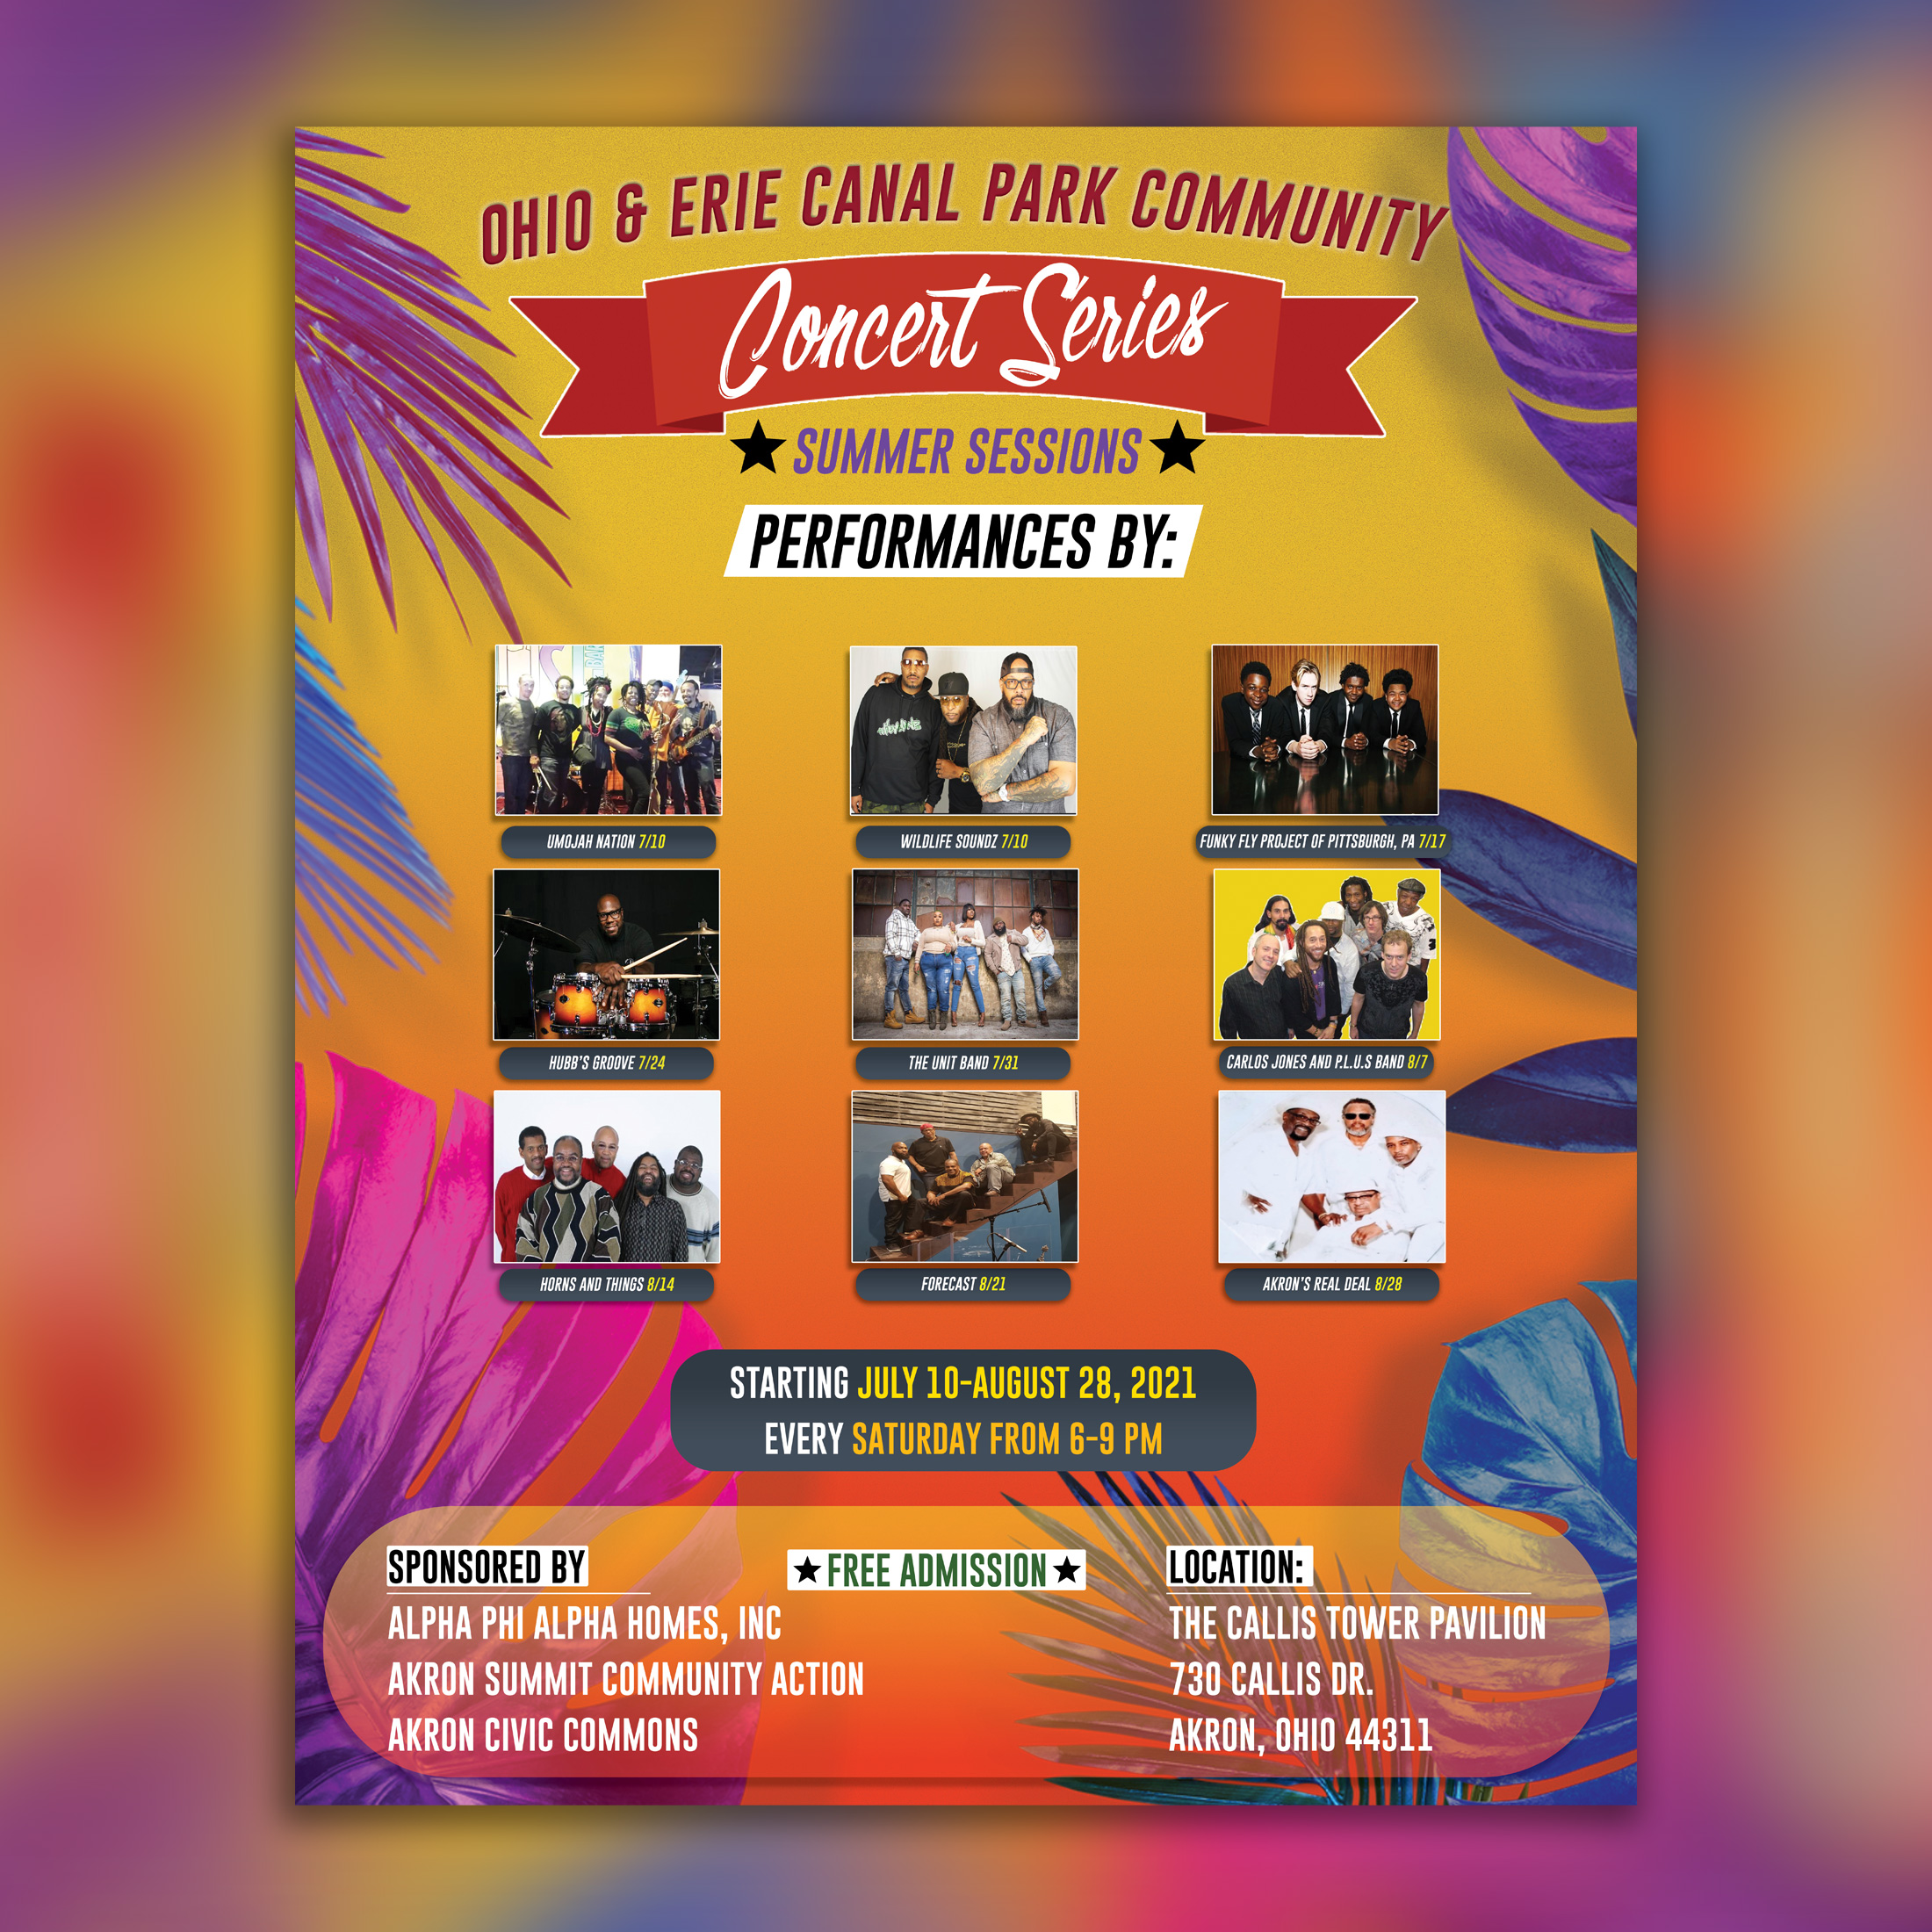 OHIO & ERIE CANAL PARK COMMUNITY
Concert Series
SUMMER SESSIONS
PERFORMANCES BY:
UMOJAH NATION 7/10
WILDLIFE SOUNDZ 7/10
FUNKY FLY PROJECT OF PITTSBURGH, PA 7/17
HUBB'S GROOVE 7/24
THE UNIT BAND 7/31
CARLOS JONES AND P.L.U.S BAND 8/7
HORNS AND THINGS 8/14
FORECAST 8/21
AKRON'S REAL DEAL 8/28
STARTING JULY 10-AUGUST 28, 2021
EVERY SATURDAY FROM 6-9 PM
SPONSORED BY
ALPHA PHI ALPHA HOMES, INC
AKRON SUMMIT COMMUNITY ACTION
AKRON CIVIC COMMONS
FREE ADMISSION
LOCATION:
THE CALLIS TOWER PAVILION
730 CALLIS DR.
AKRON, OHIO 44311